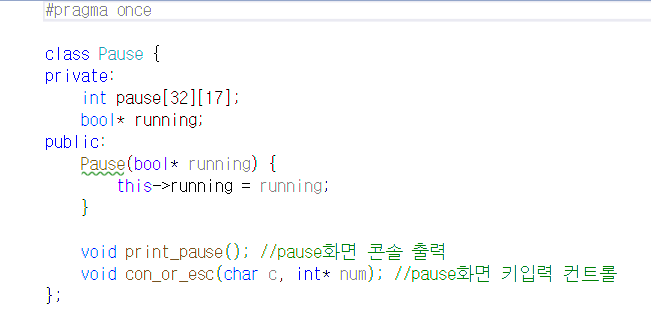 #pragma once
class Pause {
private:
int pause[32][17];
bool* running;
public:
Pause(bool* running) {
this->running = running;
}
void print_pause(); //pause화면 콘솔 출력
void con_or_esc(char c, int* num); //pause화면 키입력 컨트롤
};